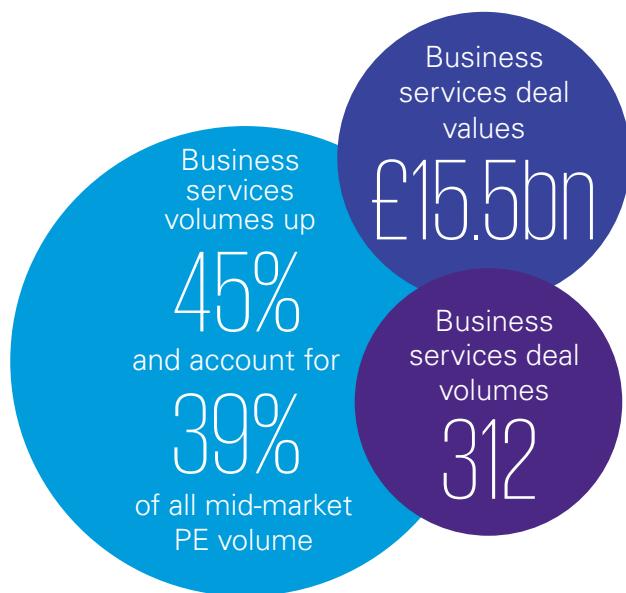 Business
services
volumes up
45%
and account for
39%
of all mid-market
PE volume
Business
services deal
values
£15.5bn
Business
services deal
volumes
312